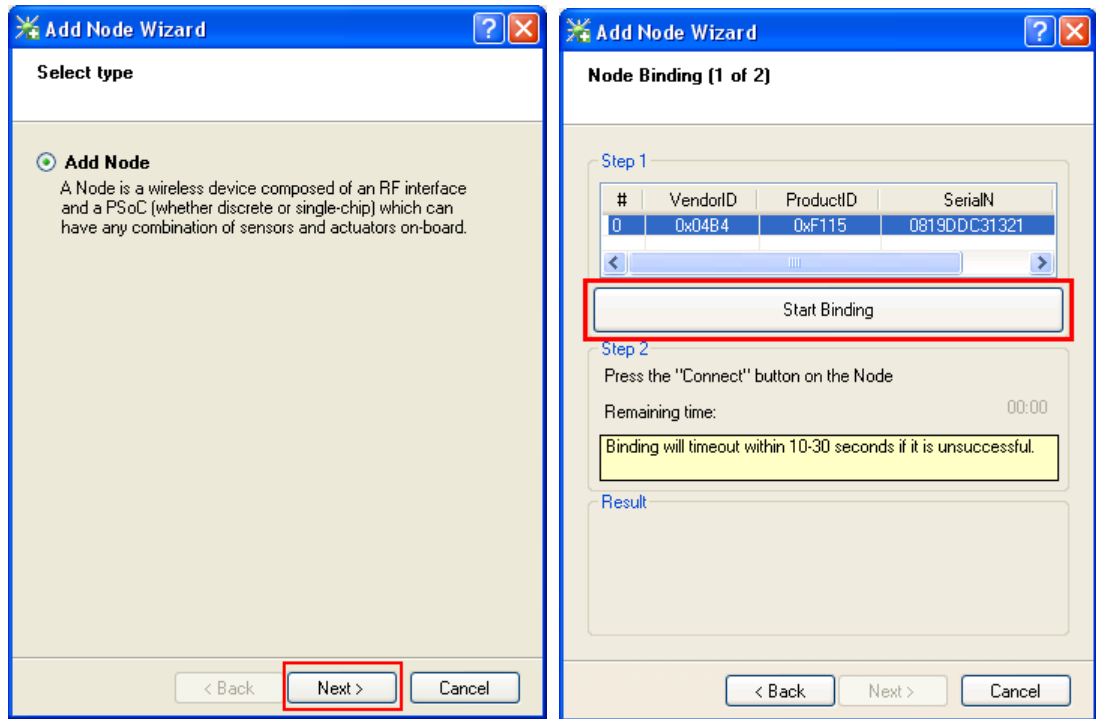 Add Node Wizard
Select type
Add Node
A Node is a wireless device composed of an RF interface
and a PSoC (whether discrete or single-chip) which can
have any combination of sensors and actuators on-board.
< Back Next > Cancel
Add Node Wizard
Node Binding (1 of 2)
Step 1
# VendorID ProductID SerialN
0 0x04B4 0xF115 0819DDC31321
Start Binding
Step 2
Press the "Connect" button on the Node
Remaining time: 00:00
Binding will timeout within 10-30 seconds if it is unsuccessful.
Result
< Back Next > Cancel